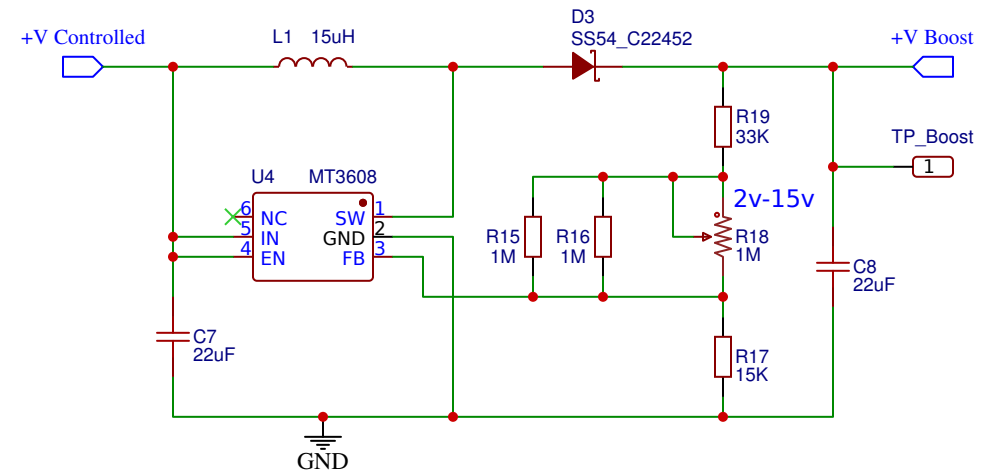 D3
SS54_C22452
+V Controlled
L1 15uH
+V Boost
R19
33K
TP_Boost
1
U4 MT3608
2v-15v
6 NC
SW 1
5 IN
GND 2
4 EN
FB 3
R15
1M
R16
1M
R18
1M
C8
22uF
C7
22uF
R17
15K
GND